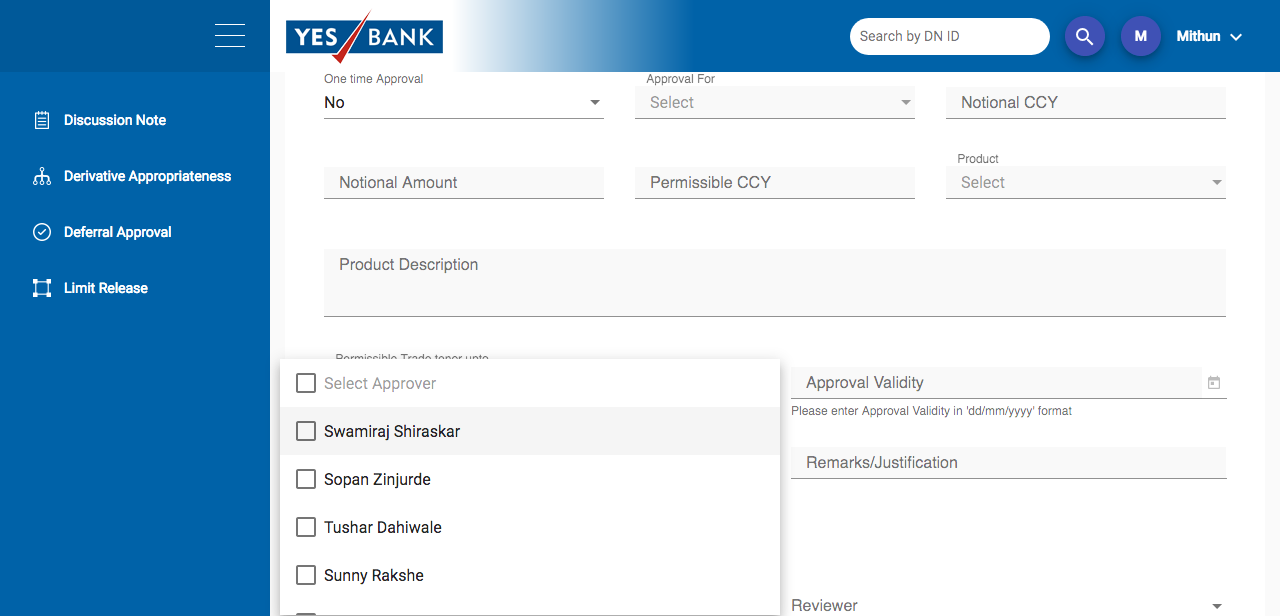 YES BANK
Search by DN ID
M
Mithun
Discussion Note
Derivative Appropriateness
Deferral Approval
Limit Release
One time Approval
No
Approval For
Select
Notional CCY
Notional Amount
Permissible CCY
Product
Select
Product Description
Permissible Trade tenor upto
Select Approver
Swamiraj Shiraskar
Sopan Zinjurde
Tushar Dahiwale
Sunny Rakshe
Approval Validity
Please enter Approval Validity in 'dd/mm/yyyy' format
Remarks/Justification
Reviewer